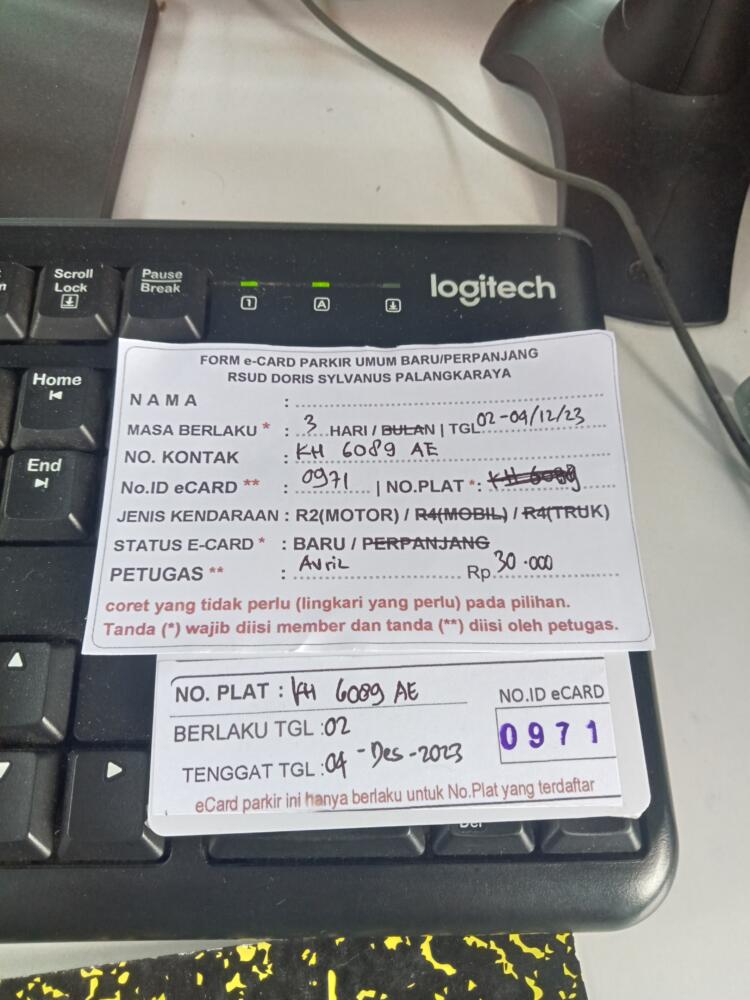 Scroll Lock
Pause Break
1 A
logitech
Home
End
FORM e-CARD PARKIR UMUM BARU/PERPANJANG
RSUD DORIS SYLVANUS PALANGKARAYA
NAMA :
MASA BERLAKU * : 3 HARI / BULAN | TGL 02-04/12/23
NO. KONTAK : KH 6089 AE
No.ID eCARD ** : 0971 | NO.PLAT *: KH 6089
JENIS KENDARAAN : R2(MOTOR) / R4(MOBIL) / R4(TRUK)
STATUS E-CARD * : BARU / PERPANJANG
PETUGAS ** : Avril Rp 30.000
coret yang tidak perlu (lingkari yang perlu) pada pilihan.
Tanda (*) wajib diisi member dan tanda (**) diisi oleh petugas.
NO. PLAT : KH 6089 AE
NO.ID eCARD
BERLAKU TGL : 02
0971
TENGGAT TGL : 04 - Des - 2023
eCard parkir ini hanya berlaku untuk No.Plat yang terdaftar